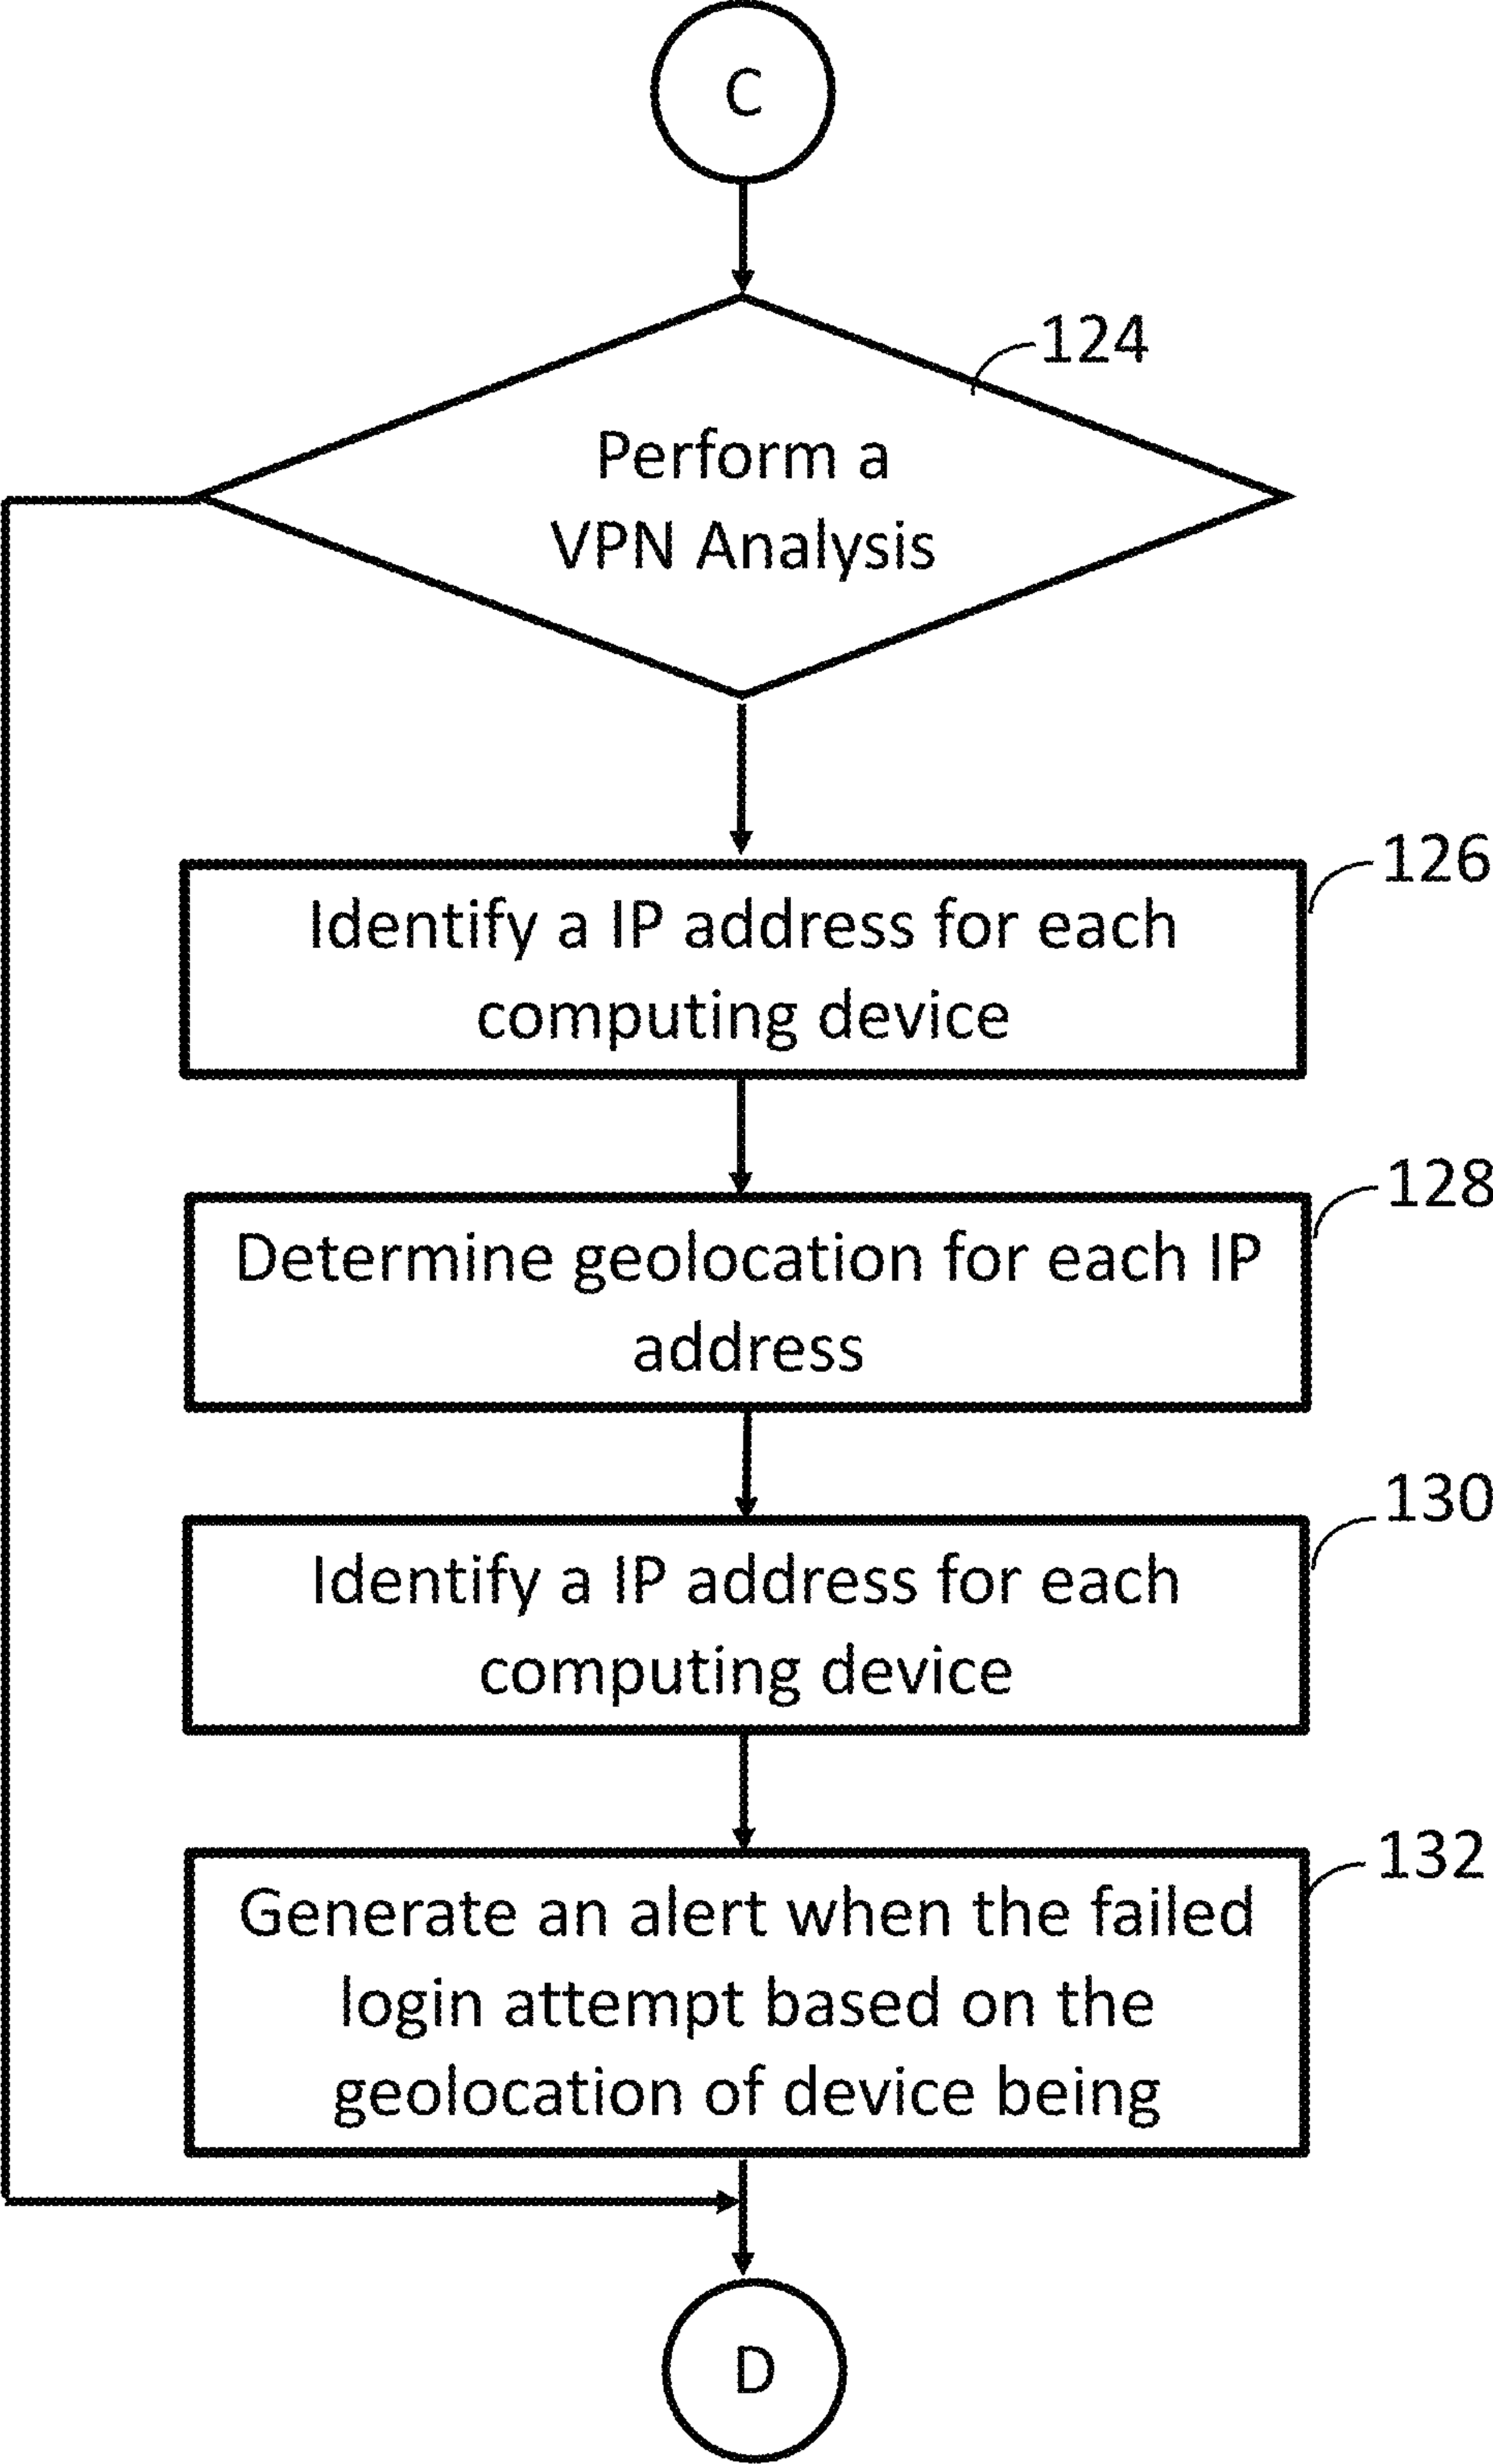 C
124
Perform a
VPN Analysis
126
Identify a IP address for each
computing device
128
Determine geolocation for each IP
address
130
Identify a IP address for each
computing device
132
Generate an alert when the failed
login attempt based on the
geolocation of device being
D